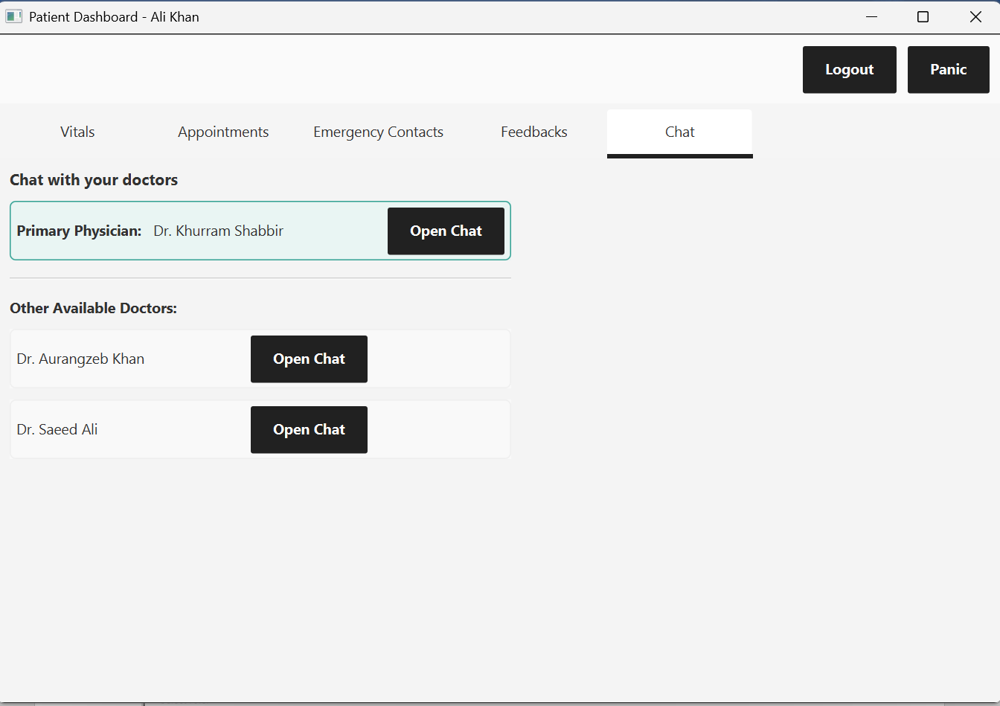 Patient Dashboard - Ali Khan
Logout Panic
Vitals Appointments Emergency Contacts Feedbacks Chat
Chat with your doctors
Primary Physician: Dr. Khurram Shabbir Open Chat
Other Available Doctors:
Dr. Aurangzeb Khan Open Chat
Dr. Saeed Ali Open Chat